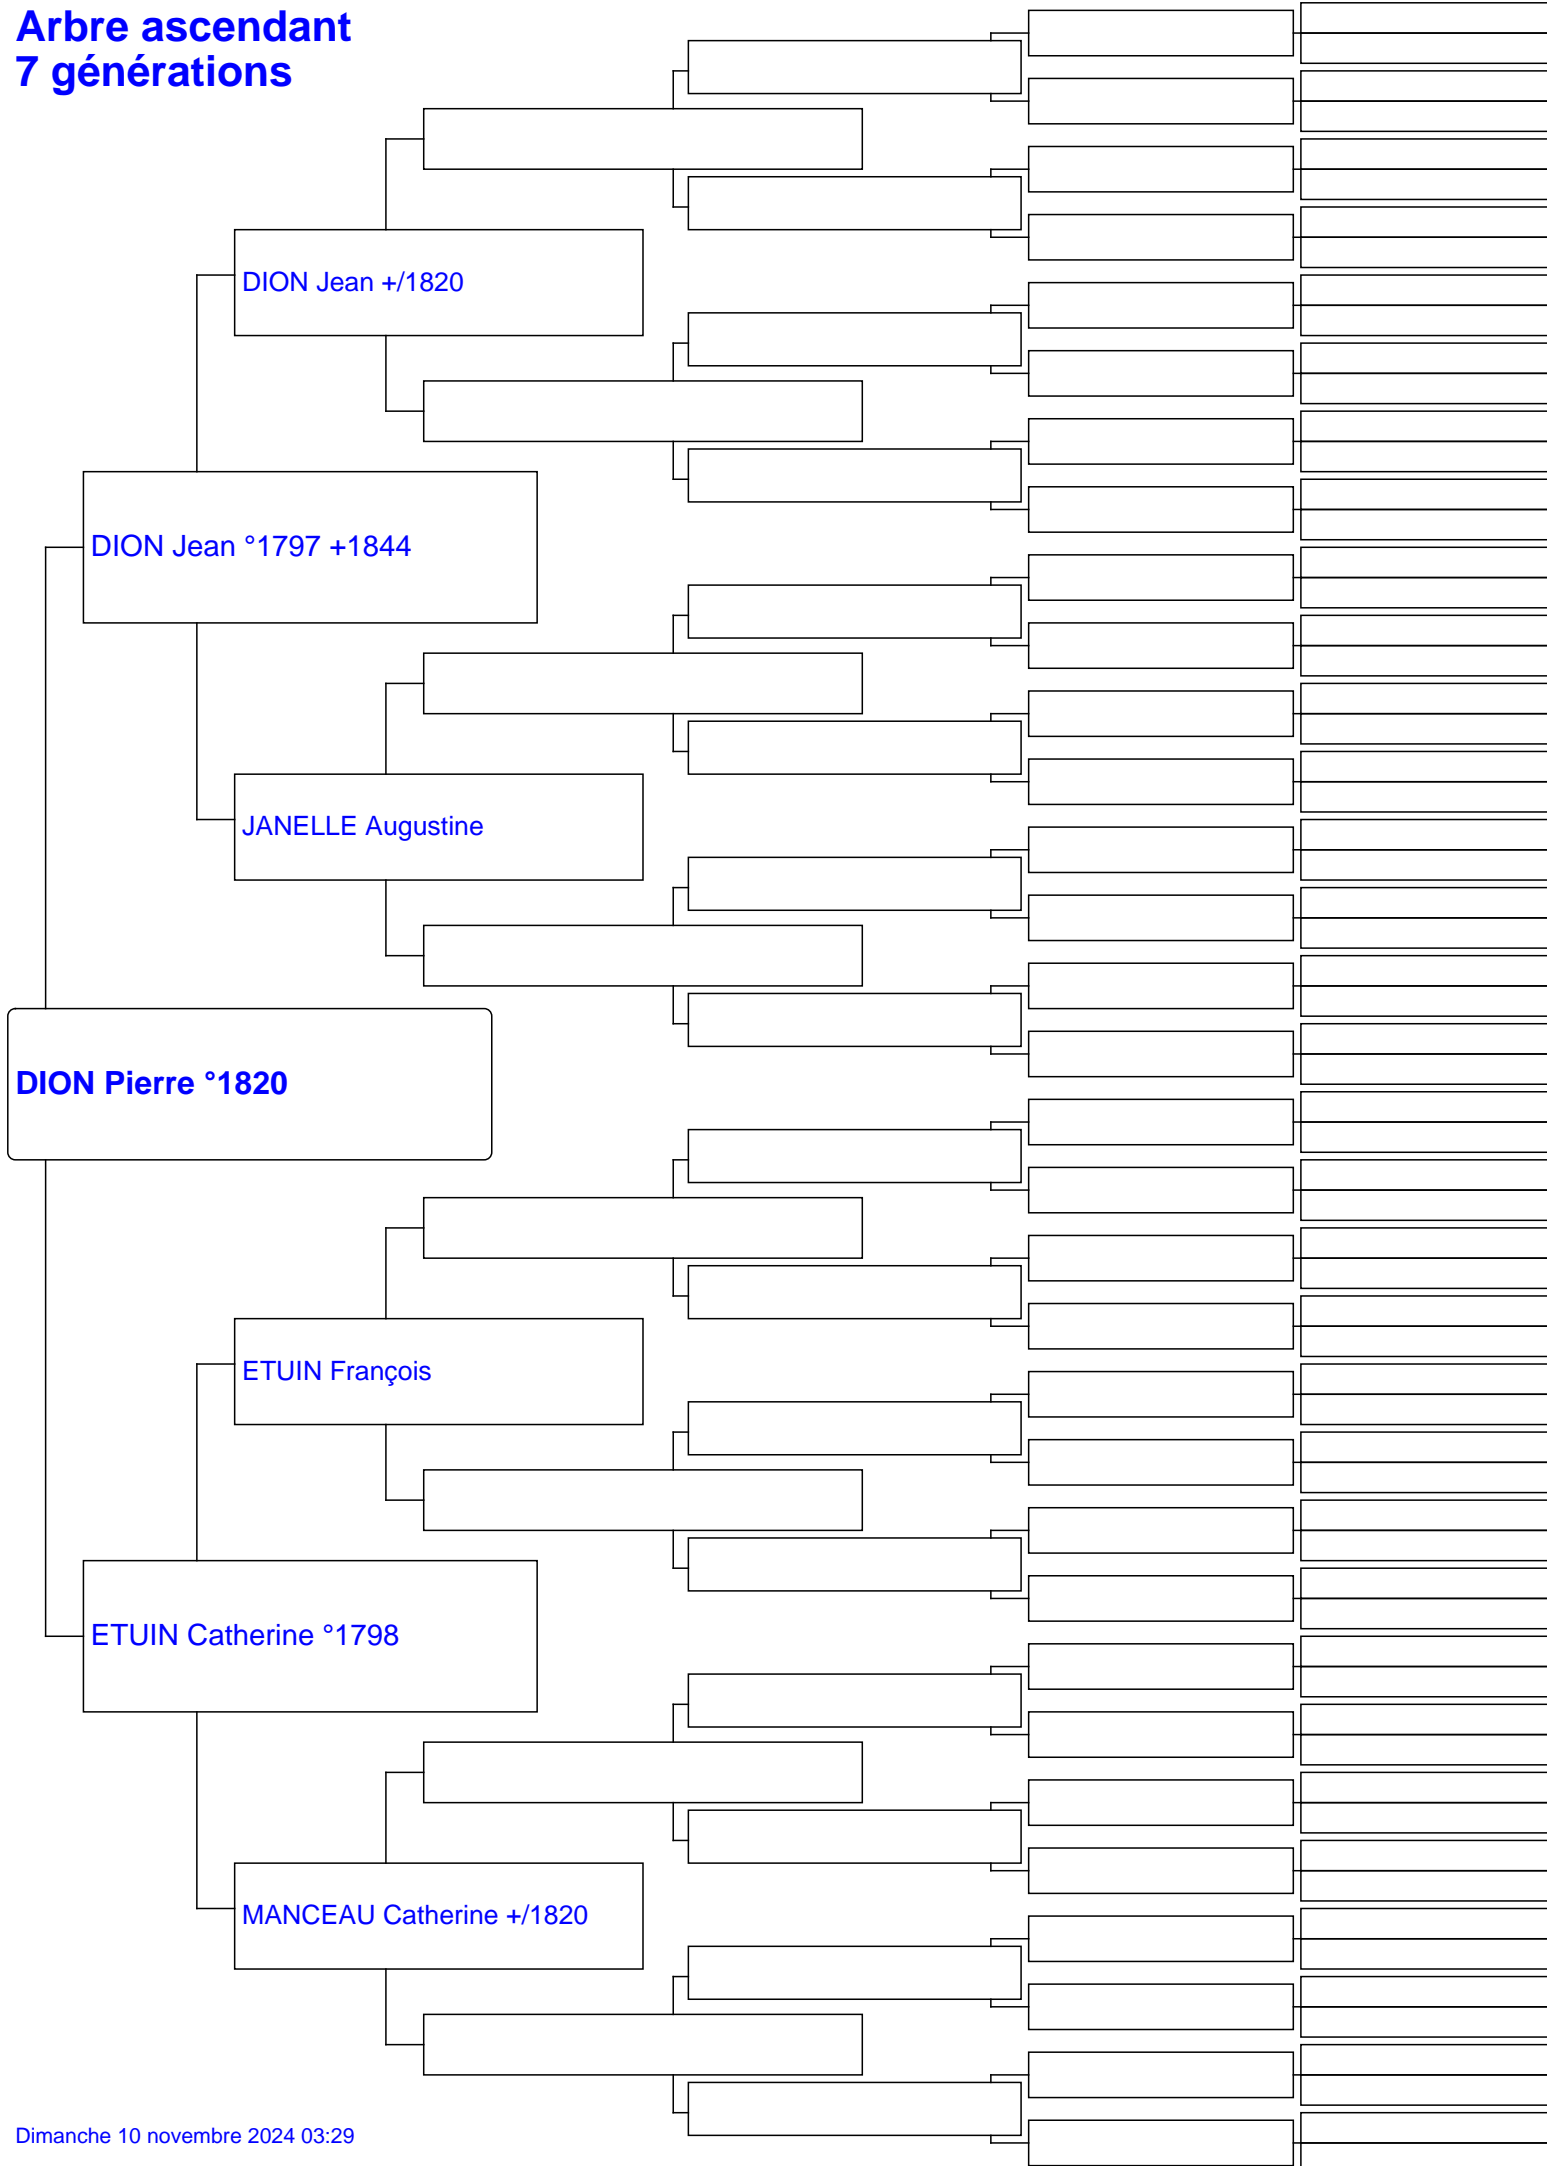 Arbre ascendant
7 générations
DION Jean +/1820
DION Jean °1797 +1844
JANELLE Augustine
DION Pierre °1820
ETUIN François
ETUIN Catherine °1798
MANCEAU Catherine +/1820
Dimanche 10 novembre 2024 03:29